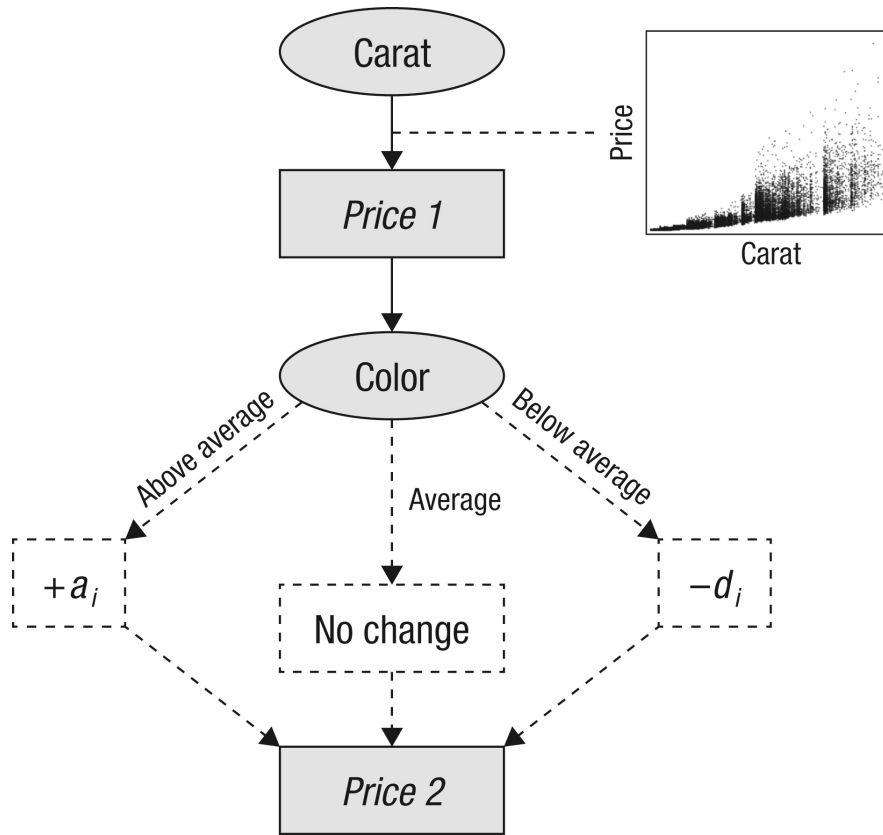 Carat
Price
Carat
Price 1
Color
Above average
Average
Below average
+a_i
No change
−d_i
Price 2